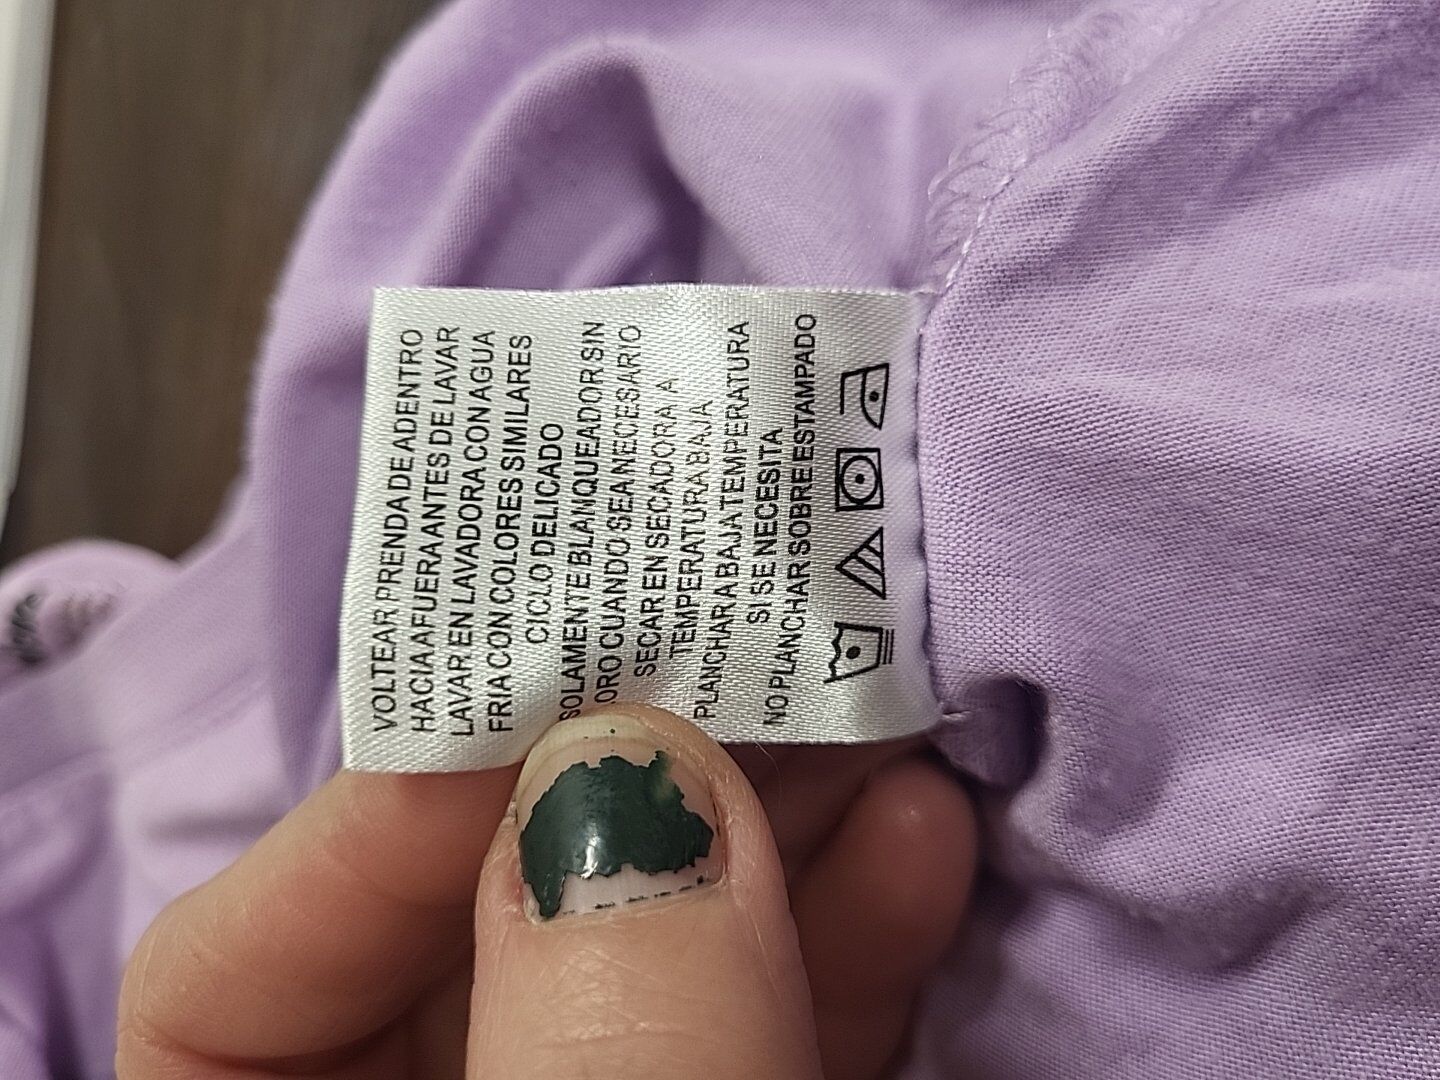 VOLTEAR PRENDA DE ADENTRO
HACIA AFUERA ANTES DE LAVAR
LAVAR EN LAVADORA CON AGUA
FRIA CON COLORES SIMILARES
CICLO DELICADO
SOLAMENTE BLANQUEADOR SIN
ORO CUANDO SEA NECESARIO
SECAR EN SECADORA A
TEMPERATURA BAJA
PLANCHAR A BAJA TEMPERATURA
SI SE NECESITA
NO PLANCHAR SOBRE ESTAMPADO